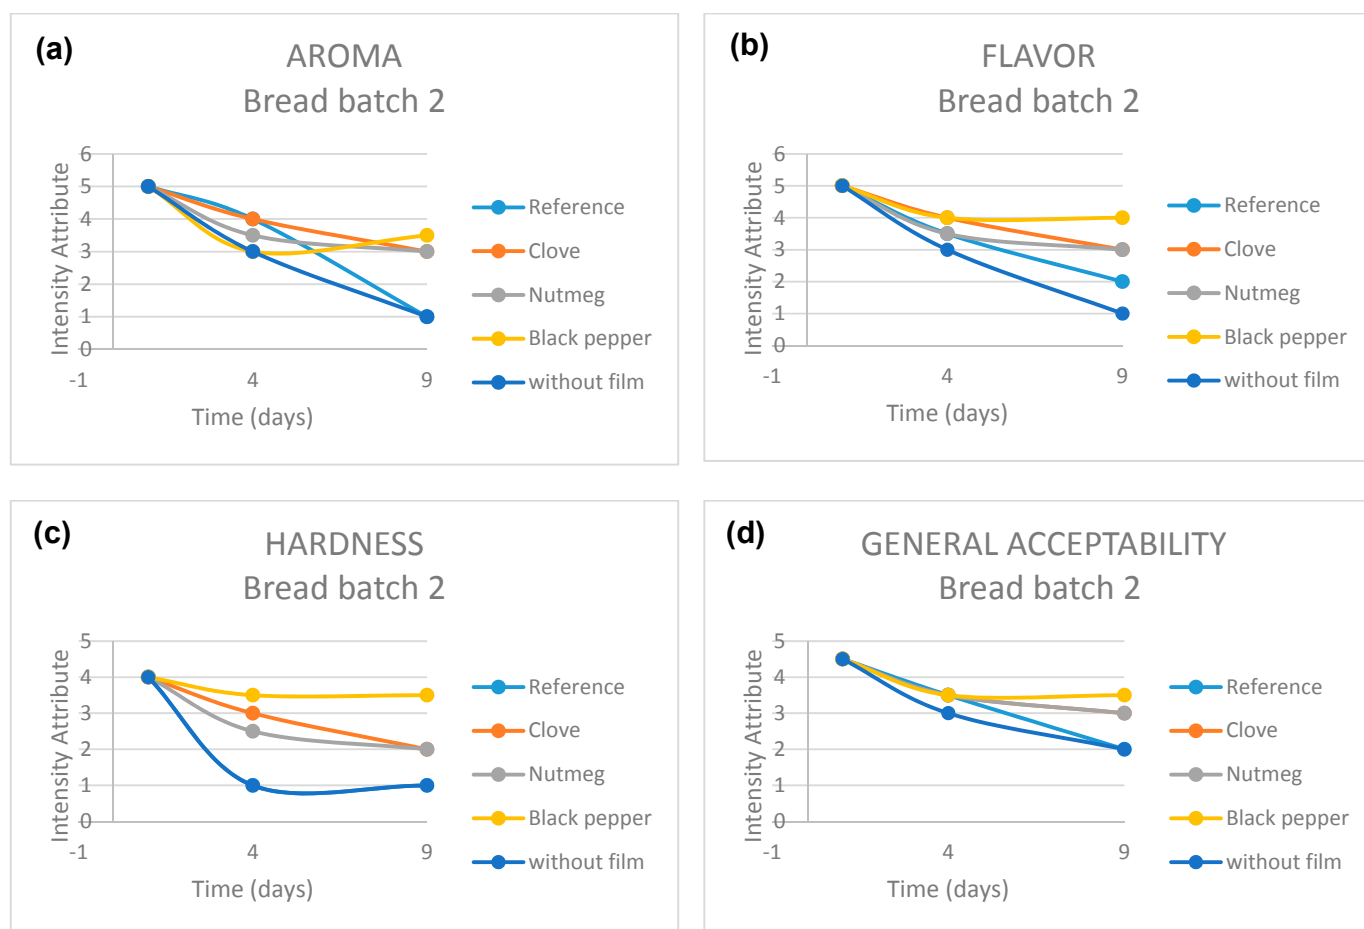 (a)
AROMA
Bread batch 2
Intensity Attribute
6
5
4
3
2
1
0
-1
4
9
Time (days)
Reference
Clove
Nutmeg
Black pepper
without film
(b)
FLAVOR
Bread batch 2
Intensity Attribute
6
5
4
3
2
1
0
-1
4
9
Time (days)
Reference
Clove
Nutmeg
Black pepper
without film
(c)
HARDNESS
Bread batch 2
Intensity Attribute
5
4
3
2
1
0
-1
4
9
Time (days)
Reference
Clove
Nutmeg
Black pepper
without film
(d)
GENERAL ACCEPTABILITY
Bread batch 2
Intensity Attribute
5
4
3
2
1
0
-1
4
9
Time (days)
Reference
Clove
Nutmeg
Black pepper
without film